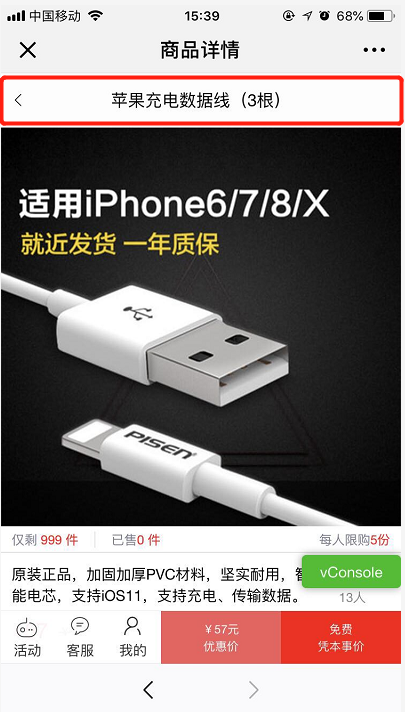 中国移动 15:39 68%
商品详情
苹果充电数据线（3根）
适用iPhone6/7/8/X
就近发货 一年质保
PISEN
仅剩 999 件 已售0 件 每人限购5份
原装正品，加固加厚PVC材料，坚实耐用，智
能电芯，支持iOS11，支持充电、传输数据。
vConsole
13人
活动 客服 我的
￥57元
优惠价
免费
凭本事价